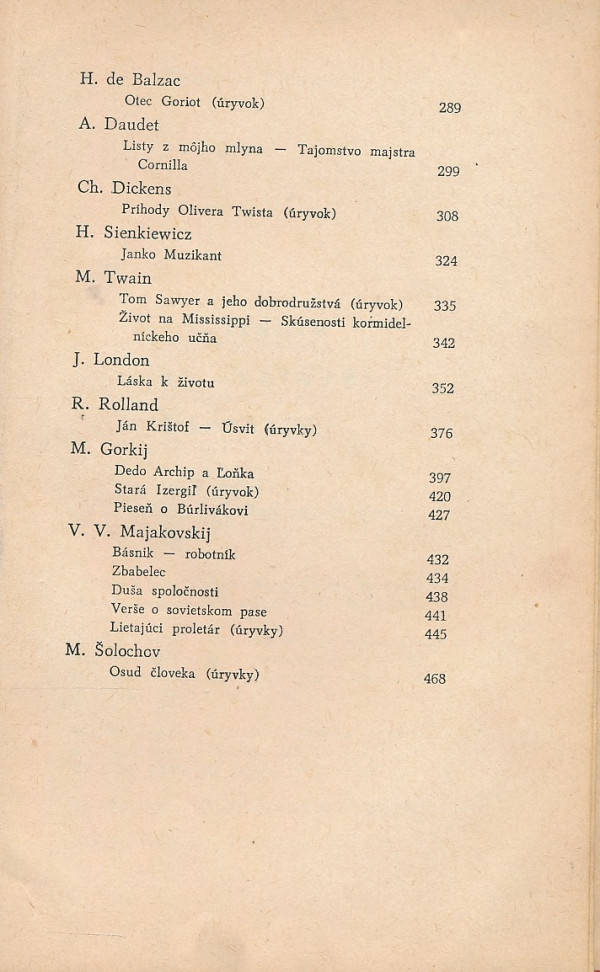 H. de Balzac
Otec Goriot (úryvok) 289
A. Daudet
Listy z môjho mlyna — Tajomstvo majstra
Cornilla 299
Ch. Dickens
Príhody Olivera Twista (úryvok) 308
H. Sienkiewicz
Janko Muzikant 324
M. Twain
Tom Sawyer a jeho dobrodružstvá (úryvok) 335
Život na Mississippi — Skúsenosti kormidel-
níckeho učňa 342
J. London
Láska k životu 352
R. Rolland
Ján Krištof — Úsvit (úryvky) 376
M. Gorkij
Dedo Archip a Ľoňka 397
Stará Izergiľ (úryvok) 420
Pieseň o Búrlivákovi 427
V. V. Majakovskij
Básnik — robotník 432
Zbabelec 434
Duša spoločnosti 438
Verše o sovietskom pase 441
Lietajúci proletár (úryvky) 445
M. Šolochov
Osud človeka (úryvky) 468